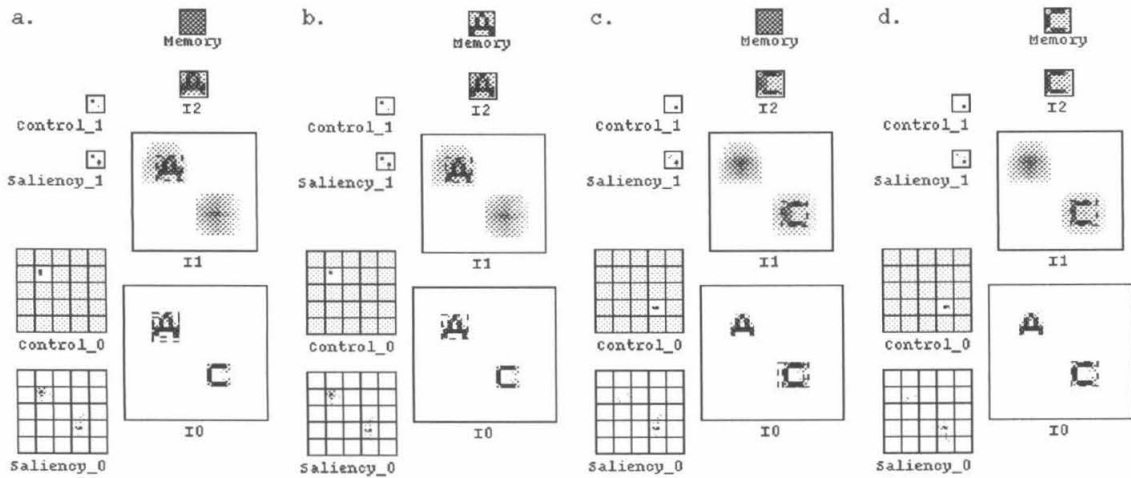 a.
Memory
I2
Control_1
Saliency_1
I1
Control_0
I0
Saliency_0
b.
Memory
I2
Control_1
Saliency_1
I1
Control_0
I0
Saliency_0
c.
Memory
I2
Control_1
Saliency_1
I1
Control_0
I0
Saliency_0
d.
Memory
I2
Control_1
Saliency_1
I1
Control_0
I0
Saliency_0